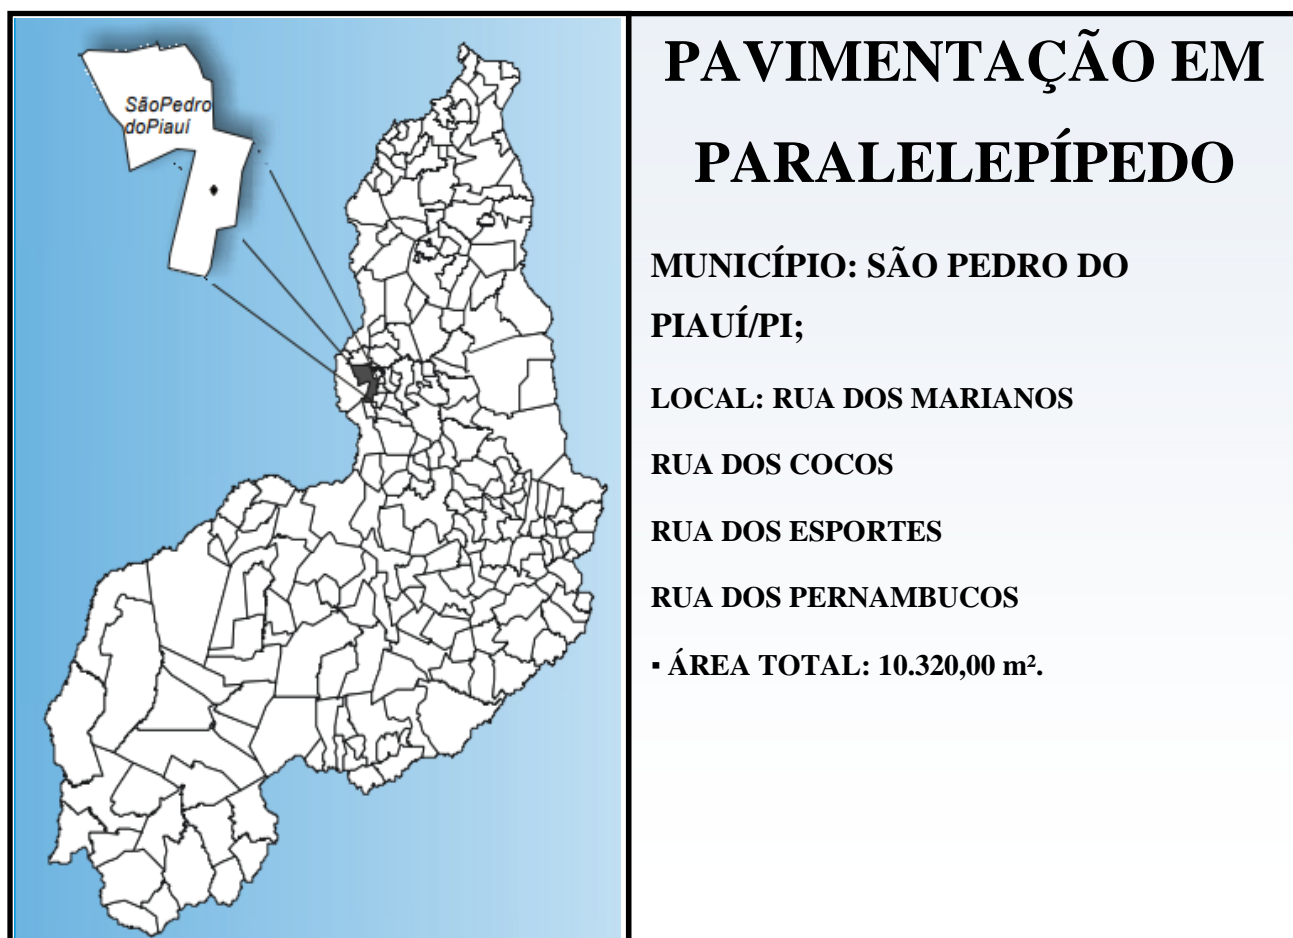 SãoPedro
doPiauí
PAVIMENTAÇÃO EM
PARALELEPÍPEDO
MUNICÍPIO: SÃO PEDRO DO
PIAUÍ/PI;
LOCAL: RUA DOS MARIANOS
RUA DOS COCOS
RUA DOS ESPORTES
RUA DOS PERNAMBUCOS
▪ ÁREA TOTAL: 10.320,00 m².